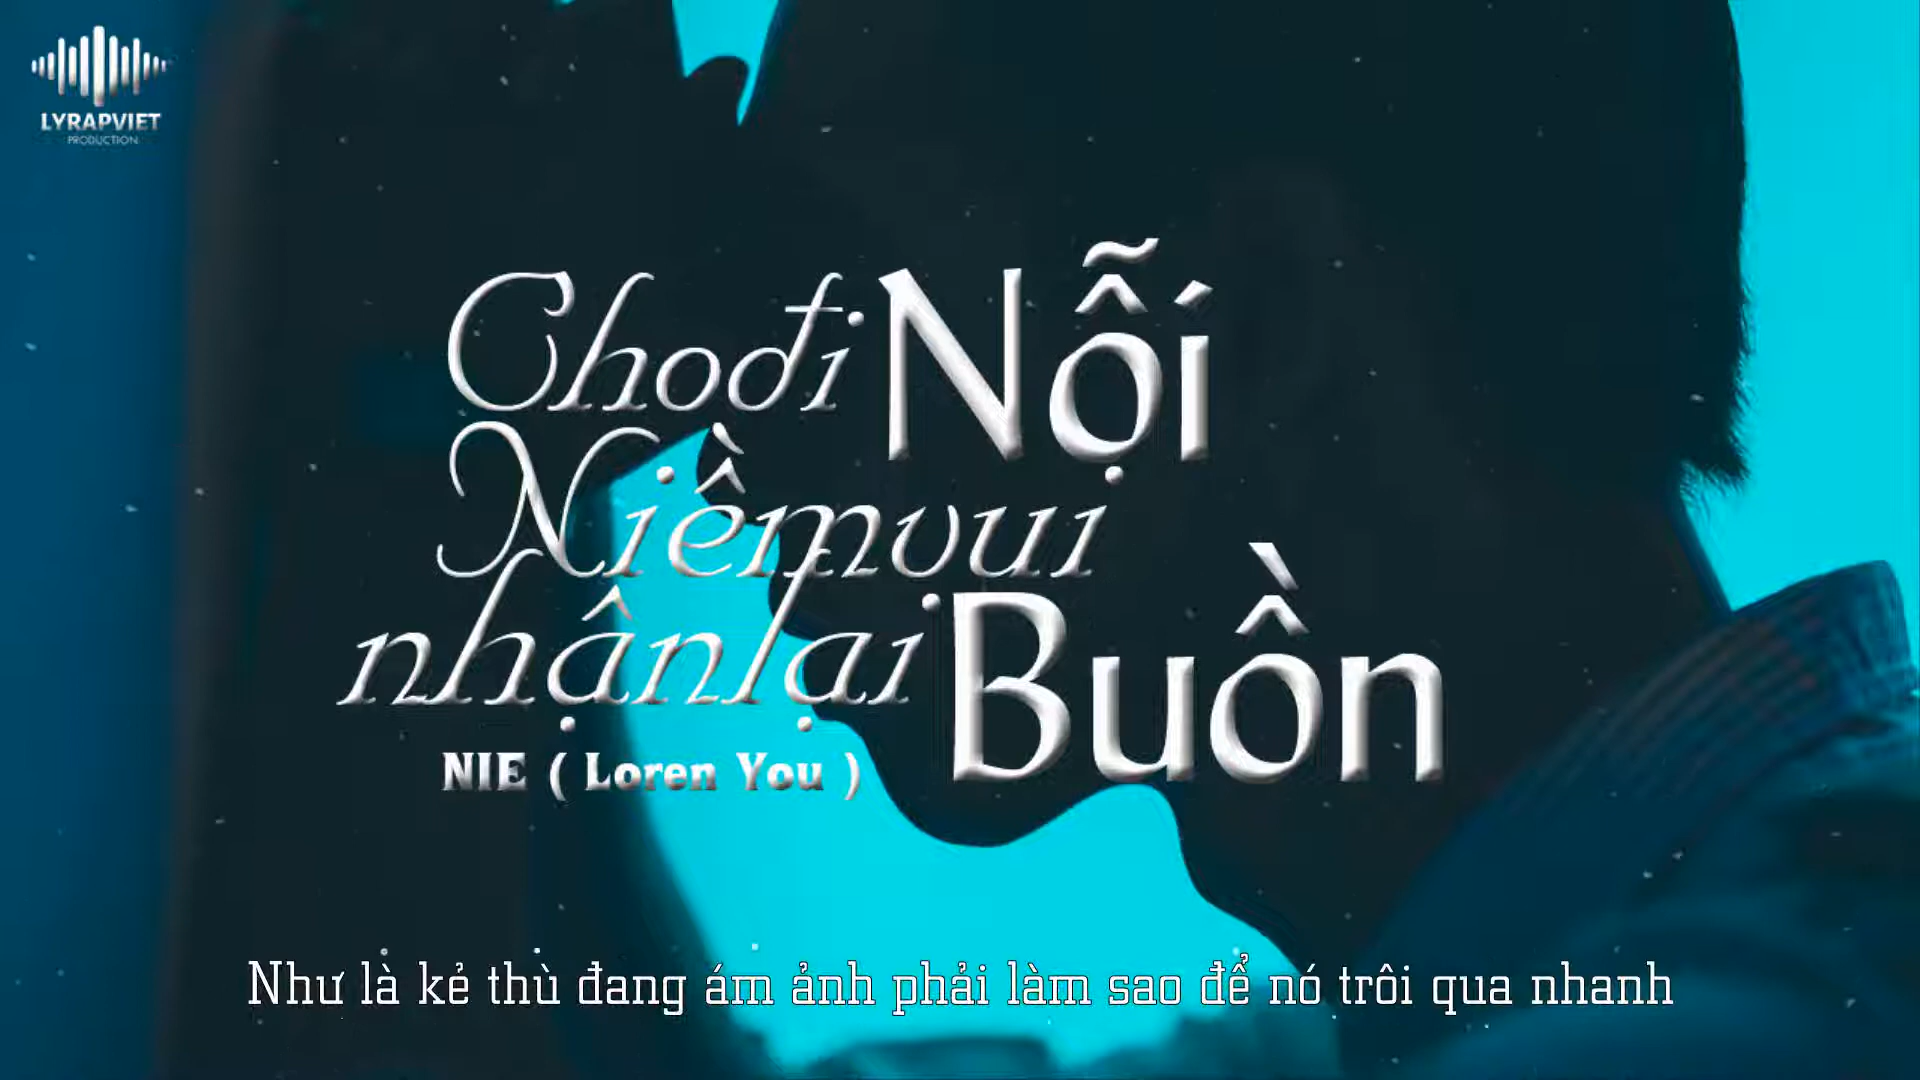 LYRAPVIET
PRODUCTION
Cho đi Nỗi
Niềm vui
nhận lại Buồn
NIE ( Loren You )
Như là kẻ thù đang ám ảnh phải làm sao để nó trôi qua nhanh